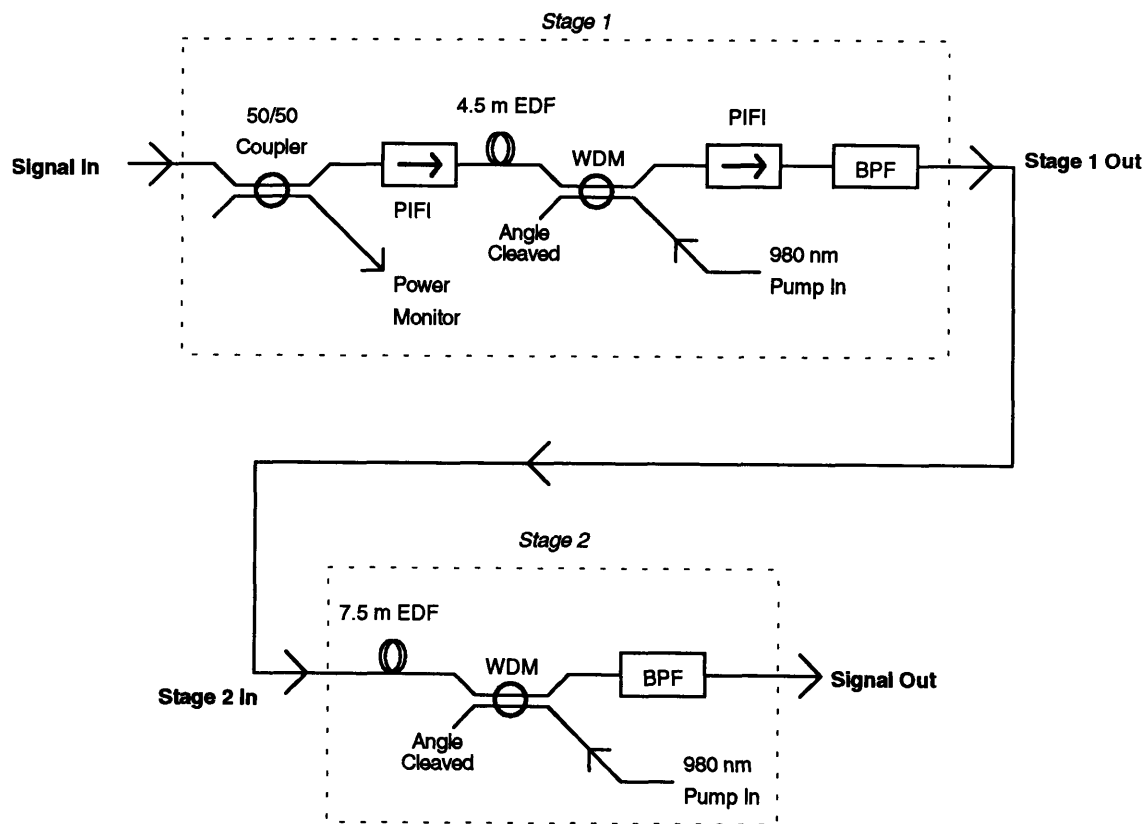 Stage 1
50/50
Coupler
4.5 m EDF
PIFI
WDM
Signal In
BPF
Stage 1 Out
PIFI
Angle
Cleaved
980 nm
Pump In
Power
Monitor
Stage 2
7.5 m EDF
WDM
BPF
Stage 2 In
Signal Out
Angle
Cleaved
980 nm
Pump In